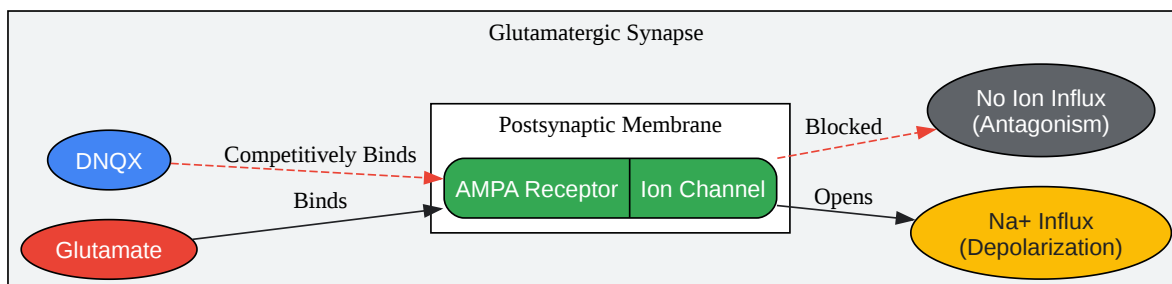 Glutamatergic Synapse
Postsynaptic Membrane
DNQX
Competitively Binds
AMPA Receptor
Ion Channel
Blocked
No Ion Influx
(Antagonism)
Glutamate
Binds
Opens
Na+ Influx
(Depolarization)